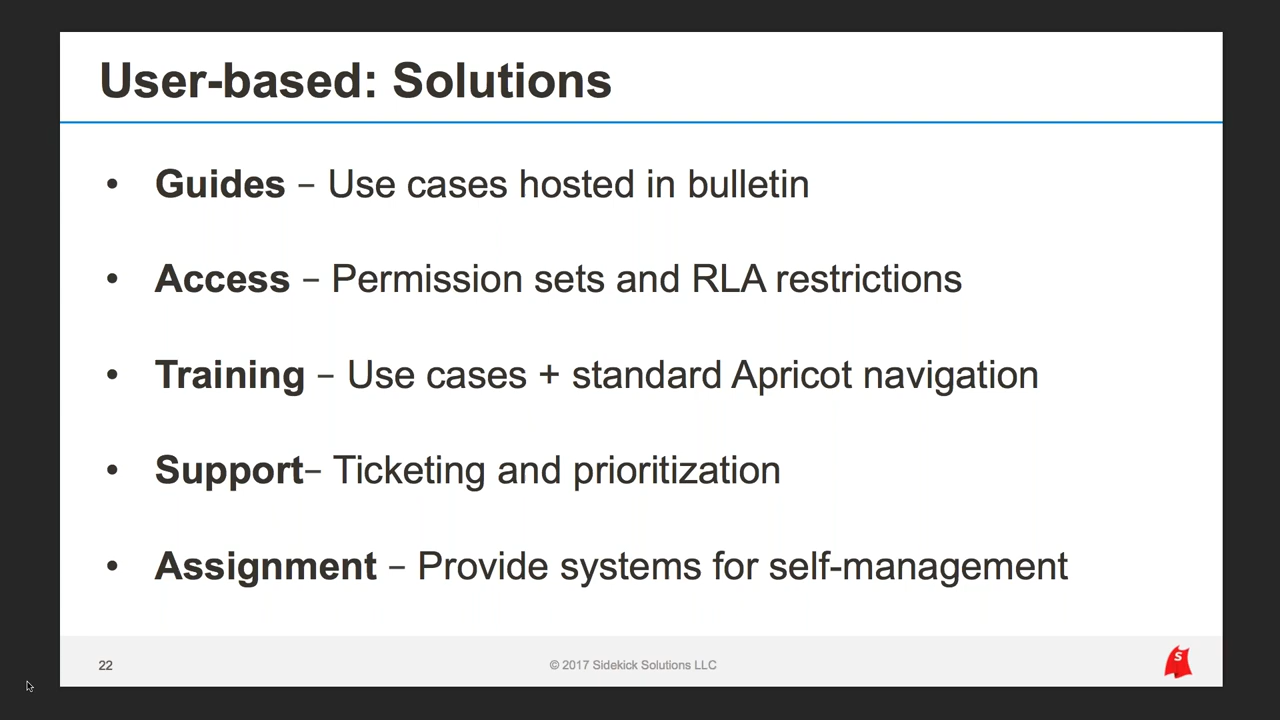 User-based: Solutions
• Guides – Use cases hosted in bulletin
• Access – Permission sets and RLA restrictions
• Training – Use cases + standard Apricot navigation
• Support– Ticketing and prioritization
• Assignment – Provide systems for self-management
22
© 2017 Sidekick Solutions LLC
S